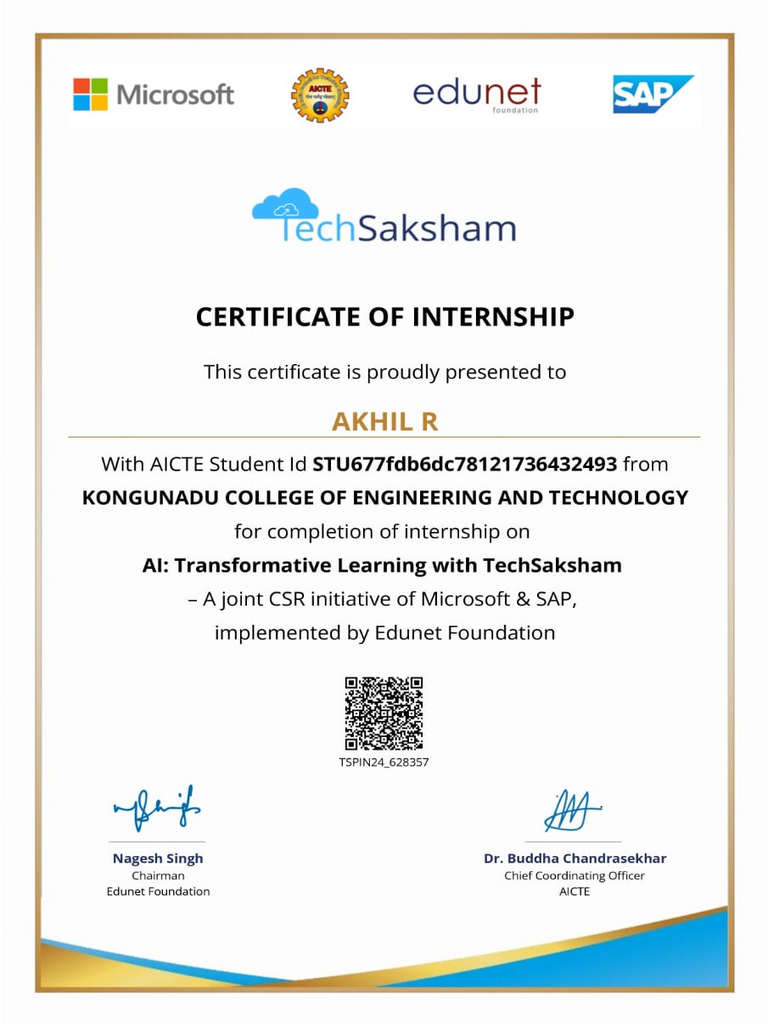 Microsoft
AICTE
edunet
foundation
SAP
TechSaksham
CERTIFICATE OF INTERNSHIP
This certificate is proudly presented to
AKHIL R
With AICTE Student Id STU677fdb6dc78121736432493 from
KONGUNADU COLLEGE OF ENGINEERING AND TECHNOLOGY
for completion of internship on
AI: Transformative Learning with TechSaksham
– A joint CSR initiative of Microsoft & SAP,
implemented by Edunet Foundation
TSPIN24_628357
Nagesh Singh
Chairman
Edunet Foundation
Dr. Buddha Chandrasekhar
Chief Coordinating Officer
AICTE